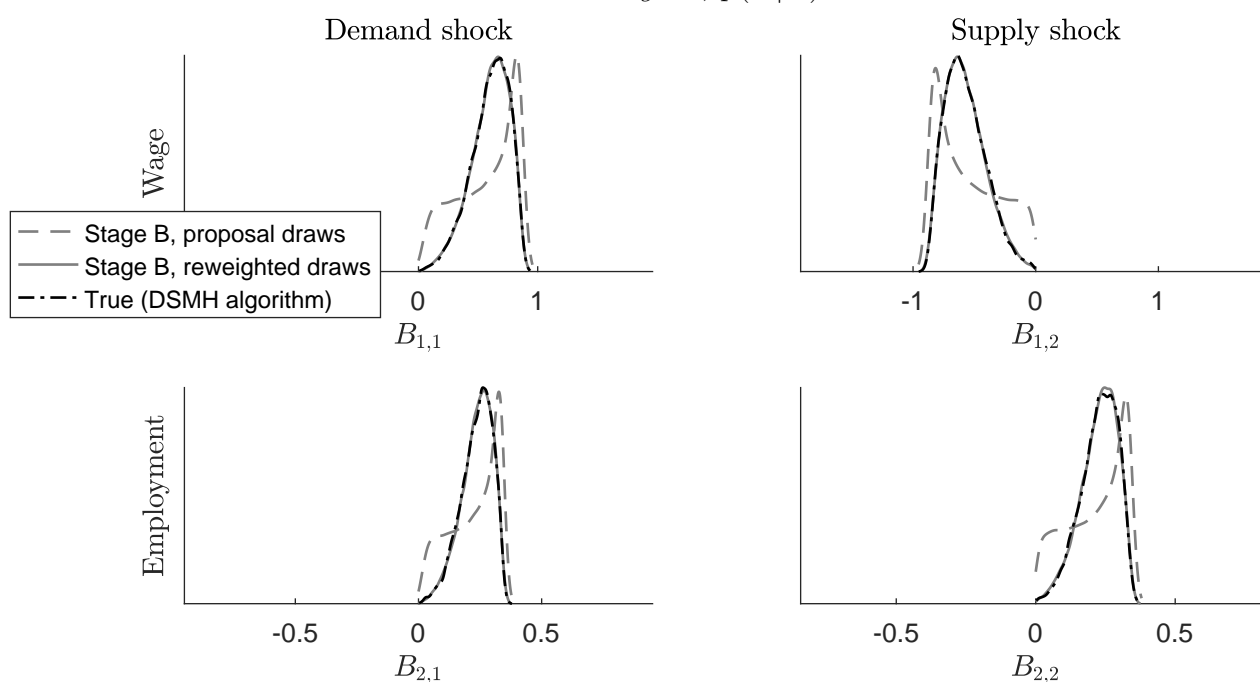 Demand shock
Supply shock
Wage
Stage B, proposal draws
Stage B, reweighted draws
True (DSMH algorithm)
0 1
B1,1
-1 0 1
B1,2
Employment
-0.5 0 0.5
B2,1
-0.5 0 0.5
B2,2